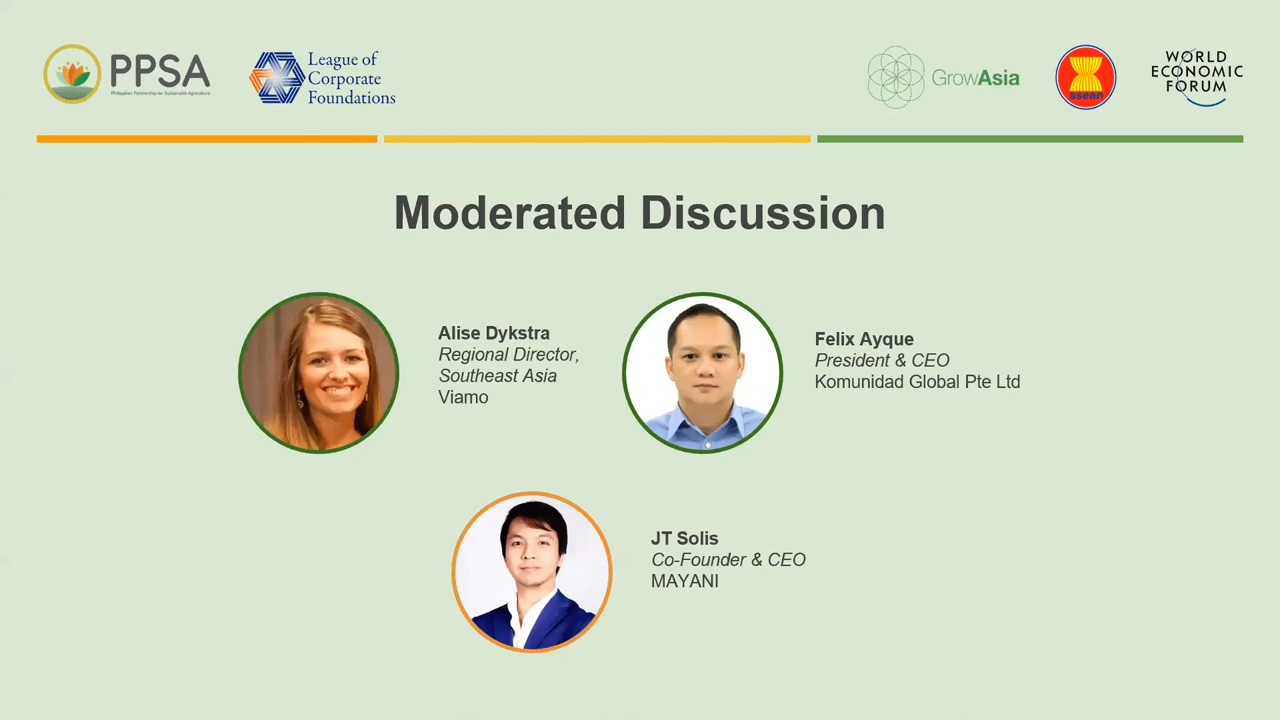 PPSA
Philippines Partnership for Sustainable Agriculture
League of
Corporate
Foundations
GrowAsia
asean
WORLD
ECONOMIC
FORUM
Moderated Discussion
Alise Dykstra
Regional Director,
Southeast Asia
Viamo
Felix Ayque
President & CEO
Komunidad Global Pte Ltd
JT Solis
Co-Founder & CEO
MAYANI